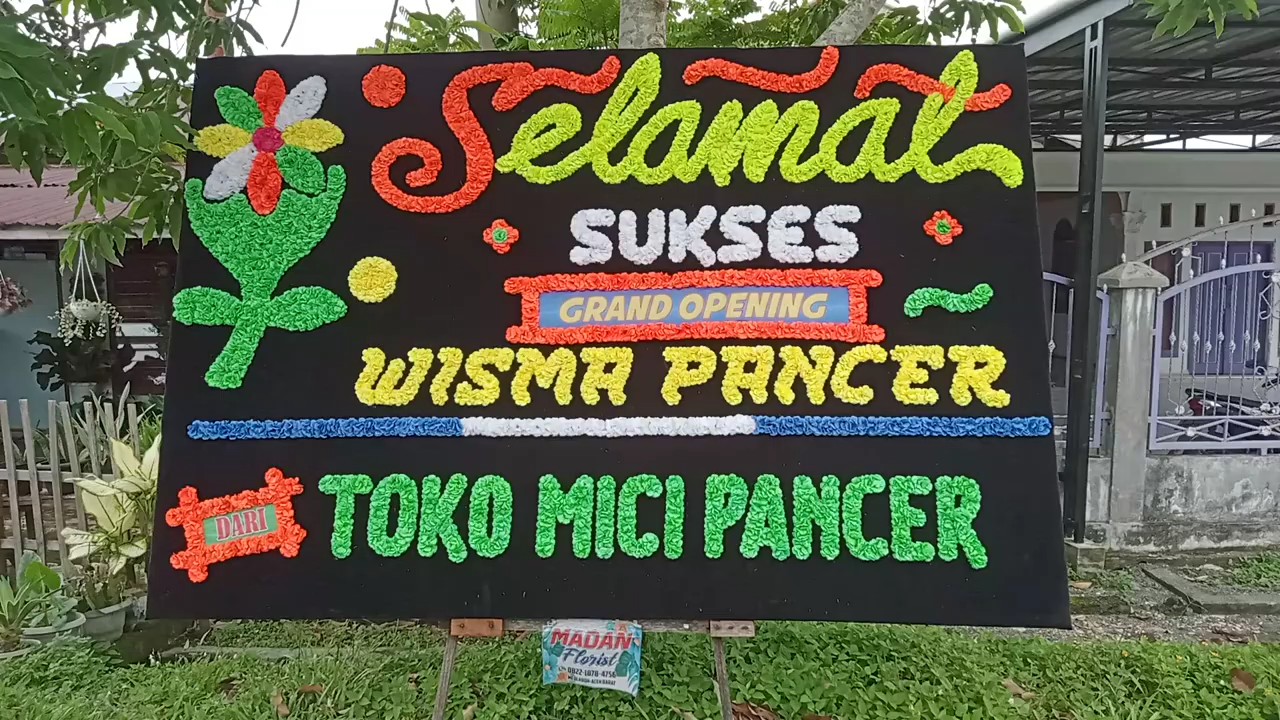 Selamat
SUKSES
GRAND OPENING
WISMA PANCER
DARI
TOKO MICI PANCER
MADAN
Florist